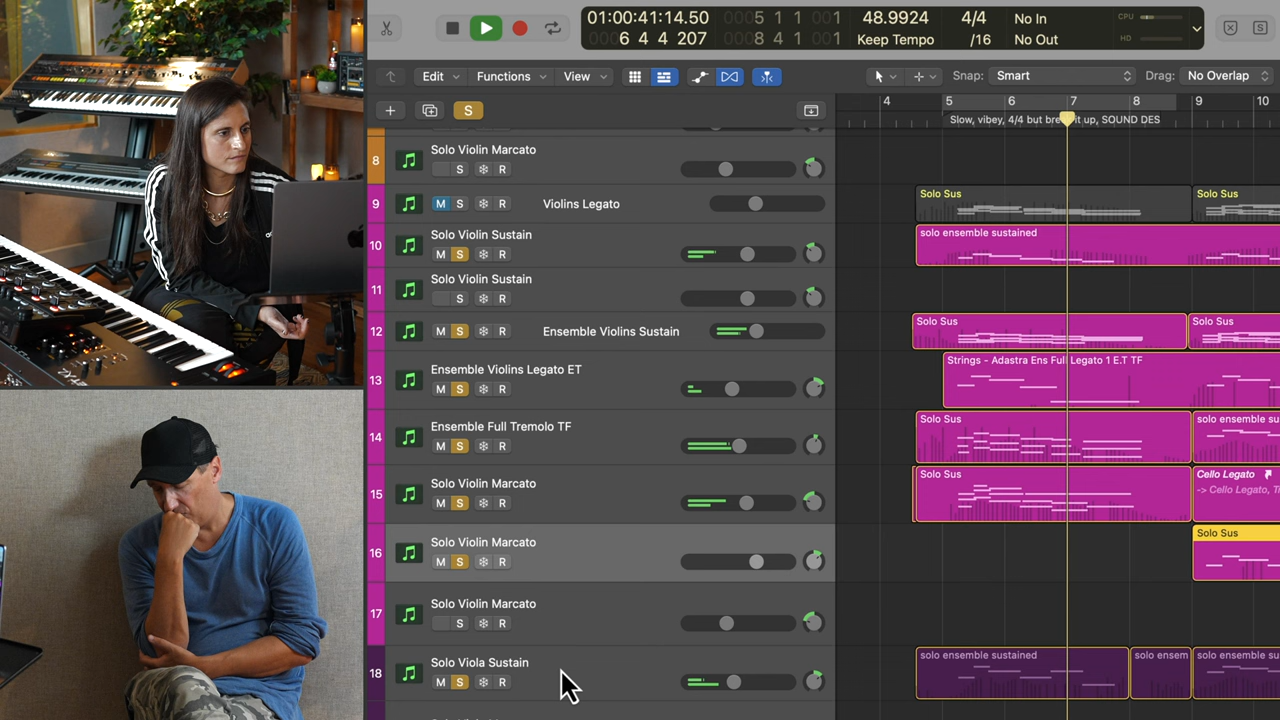 01:00:41:14.50 0005 1 1 001 48.9924 4/4 No In CPU
0006 4 4 207 0008 4 1 001 Keep Tempo /16 No Out HD
S
Edit Functions View Snap: Smart Drag: No Overlap
+ S 4 5 6 7 8 9 10
Slow, vibey, 4/4 but bre it up, SOUND DES
8 Solo Violin Marcato
S R
9 M S R Violins Legato Solo Sus Solo Sus
10 Solo Violin Sustain solo ensemble sustained
M S R
11 Solo Violin Sustain
S R
12 M S R Ensemble Violins Sustain Solo Sus Solo Sus
13 Ensemble Violins Legato ET Strings - Adastra Ens Full Legato 1 E.T TF
M S R
14 Ensemble Full Tremolo TF Solo Sus solo ensemble su
M S R
15 Solo Violin Marcato Solo Sus Cello Legato
M S R -> Cello Legato, T
16 Solo Violin Marcato Solo Sus
M S R
17 Solo Violin Marcato
S R
18 Solo Viola Sustain solo ensemble sustained solo ensem solo ensemble su
M S R